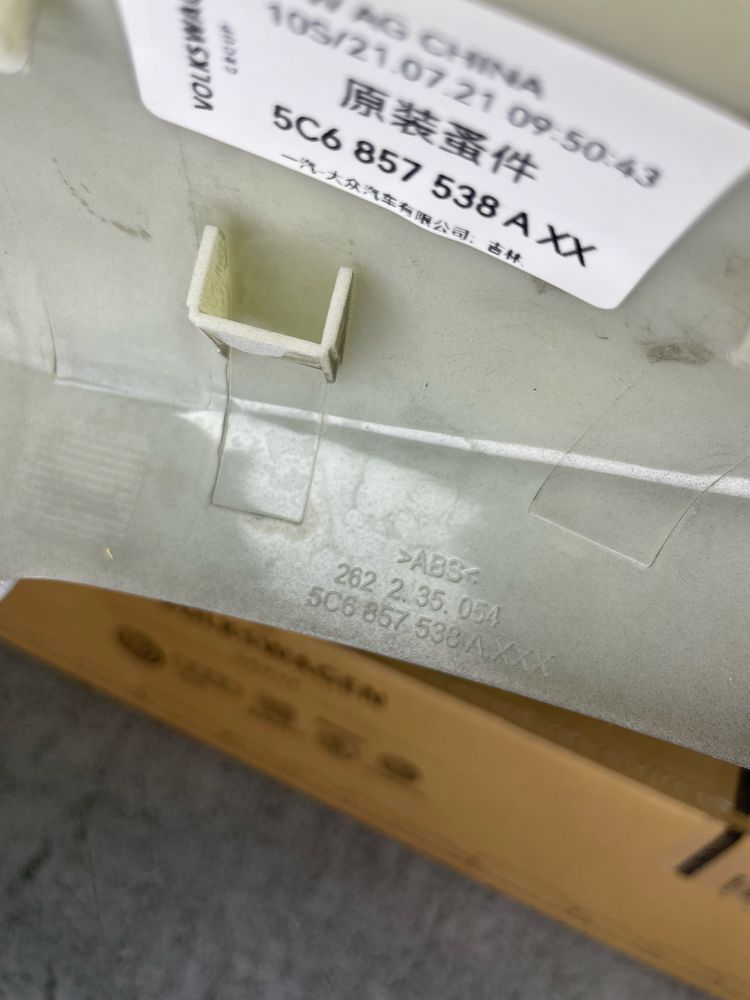 VOLKSWAG
GROUP
W AG CHINA
10S/21.07.21 09:50:43
原装蚤件
5C6 857 538 A XX
一汽-大众汽车有限公司: 吉林
>ABS<
262 2.35.054
5C6 857 538 A.XXX